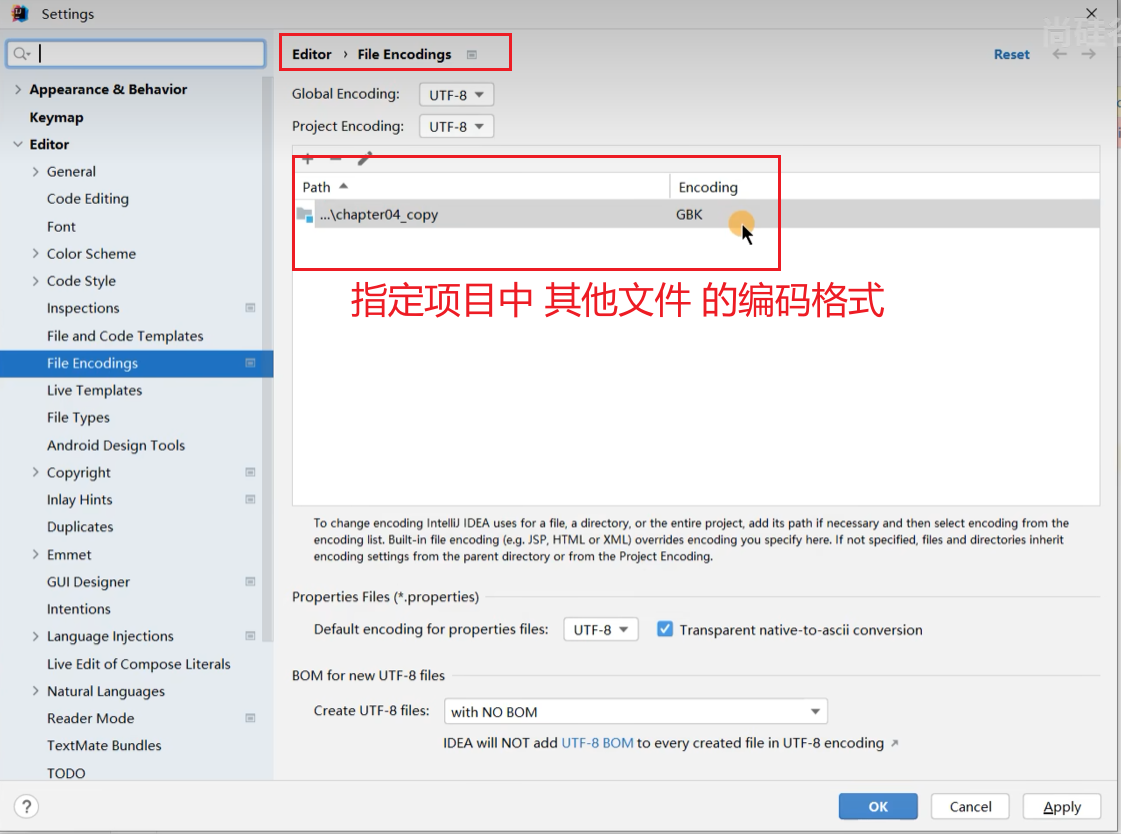 Settings
尚硅谷
Editor › File Encodings
Reset
Appearance & Behavior
Keymap
Editor
General
Code Editing
Font
Color Scheme
Code Style
Inspections
File and Code Templates
File Encodings
Live Templates
File Types
Android Design Tools
Copyright
Inlay Hints
Duplicates
Emmet
GUI Designer
Intentions
Language Injections
Live Edit of Compose Literals
Natural Languages
Reader Mode
TextMate Bundles
TODO
Global Encoding: UTF-8
Project Encoding: UTF-8
Path Encoding
...\chapter04_copy GBK
指定项目中 其他文件 的编码格式
To change encoding IntelliJ IDEA uses for a file, a directory, or the entire project, add its path if necessary and then select encoding from the
encoding list. Built-in file encoding (e.g. JSP, HTML or XML) overrides encoding you specify here. If not specified, files and directories inherit
encoding settings from the parent directory or from the Project Encoding.
Properties Files (*.properties)
Default encoding for properties files: UTF-8 Transparent native-to-ascii conversion
BOM for new UTF-8 files
Create UTF-8 files: with NO BOM
IDEA will NOT add UTF-8 BOM to every created file in UTF-8 encoding ↗
?
OK Cancel Apply